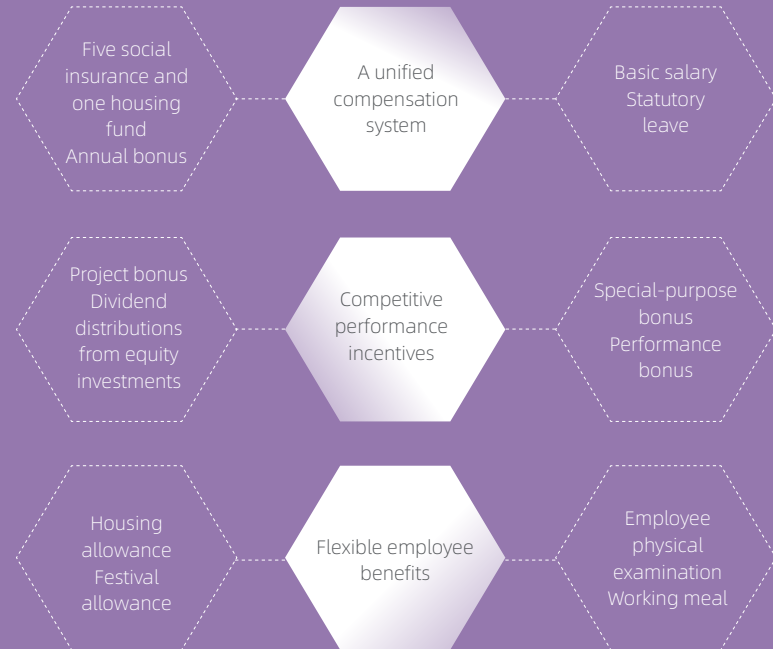 Five social
insurance and
one housing
fund
Annual bonus
A unified
compensation
system
Basic salary
Statutory
leave
Project bonus
Dividend
distributions
from equity
investments
Competitive
performance
incentives
Special-purpose
bonus
Performance
bonus
Housing
allowance
Festival
allowance
Flexible employee
benefits
Employee
physical
examination
Working meal